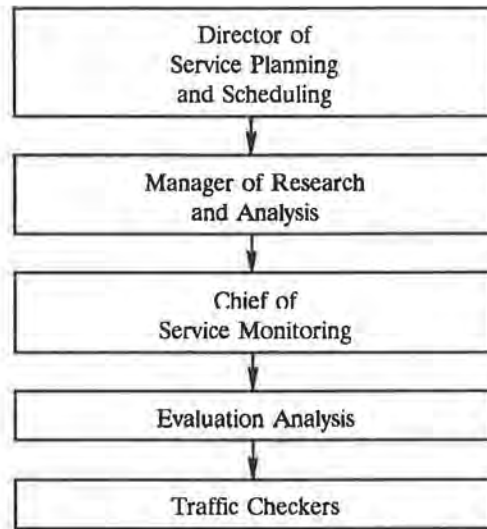 Director of
Service Planning
and Scheduling
Manager of Research
and Analysis
Chief of
Service Monitoring
Evaluation Analysis
Traffic Checkers